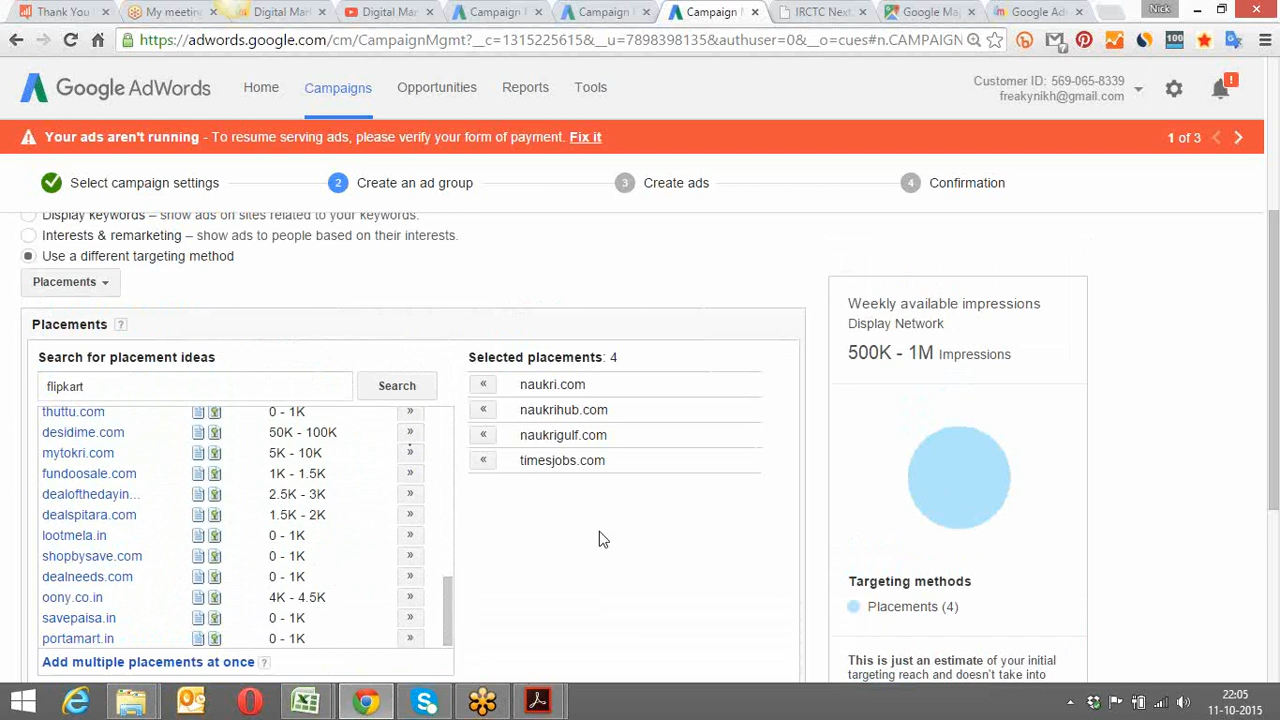 Thank You
My meetin
Digital Mar
Digital Mar
Campaign
Campaign
Campaign
IRCTC Next
Google Ma
Google Ad
Nick
https://adwords.google.com/cm/CampaignMgmt?__c=1315225615&__u=7898398135&authuser=0&__o=cues#n.CAMPAIGN
7
100
Google AdWords
Home
Campaigns
Opportunities
Reports
Tools
Customer ID: 569-065-8339
freakynikh@gmail.com
!
Your ads aren't running - To resume serving ads, please verify your form of payment. Fix it
1 of 3
Select campaign settings
2 Create an ad group
3 Create ads
4 Confirmation
Display keywords – show ads on sites related to your keywords.
Interests & remarketing – show ads to people based on their interests.
Use a different targeting method
Placements
Placements ?
Search for placement ideas
flipkart
Search
thuttu.com 0 - 1K »
desidime.com 50K - 100K »
mytokri.com 5K - 10K »
fundoosale.com 1K - 1.5K »
dealofthedayin... 2.5K - 3K »
dealspitara.com 1.5K - 2K »
lootmela.in 0 - 1K »
shopbysave.com 0 - 1K »
dealneeds.com 0 - 1K »
oony.co.in 4K - 4.5K »
savepaisa.in 0 - 1K »
portamart.in 0 - 1K »
Add multiple placements at once ?
Selected placements: 4
« naukri.com
« naukrihub.com
« naukrigulf.com
« timesjobs.com
Weekly available impressions
Display Network
500K - 1M Impressions
Targeting methods
Placements (4)
This is just an estimate of your initial
targeting reach and doesn't take into
22:05
11-10-2015